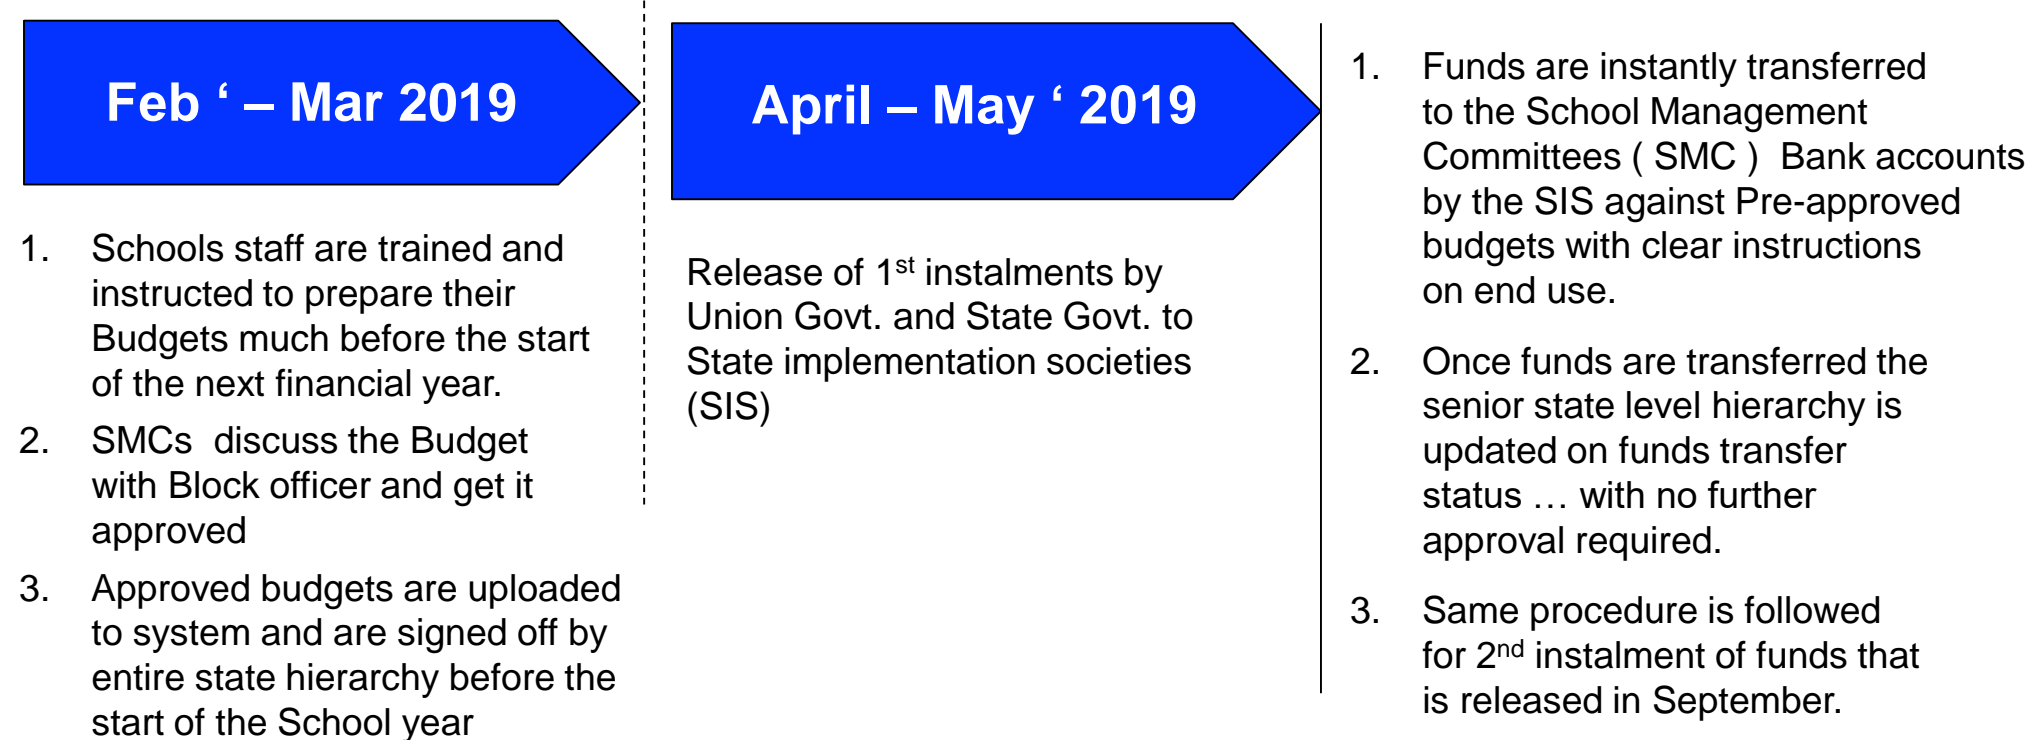 Feb ‘ – Mar 2019
1. Schools staff are trained and
instructed to prepare their
Budgets much before the start
of the next financial year.
2. SMCs  discuss the Budget
with Block officer and get it
approved
3. Approved budgets are uploaded
to system and are signed off by
entire state hierarchy before the
start of the School year
April – May ‘ 2019
Release of 1st instalments by
Union Govt. and State Govt. to
State implementation societies
(SIS)
1. Funds are instantly transferred
to the School Management
Committees ( SMC )  Bank accounts
by the SIS against Pre-approved
budgets with clear instructions
on end use.
2. Once funds are transferred the
senior state level hierarchy is
updated on funds transfer
status … with no further
approval required.
3. Same procedure is followed
for 2nd instalment of funds that
is released in September.